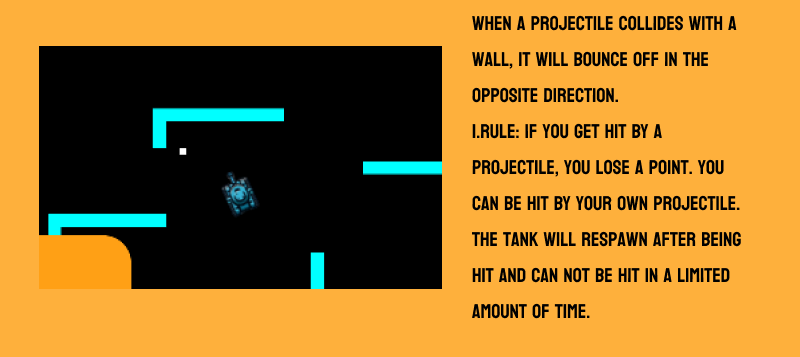 WHEN A PROJECTILE COLLIDES WITH A
WALL, IT WILL BOUNCE OFF IN THE
OPPOSITE DIRECTION.
I.RULE: IF YOU GET HIT BY A
PROJECTILE, YOU LOSE A POINT. YOU
CAN BE HIT BY YOUR OWN PROJECTILE.
THE TANK WILL RESPAWN AFTER BEING
HIT AND CAN NOT BE HIT IN A LIMITED
AMOUNT OF TIME.